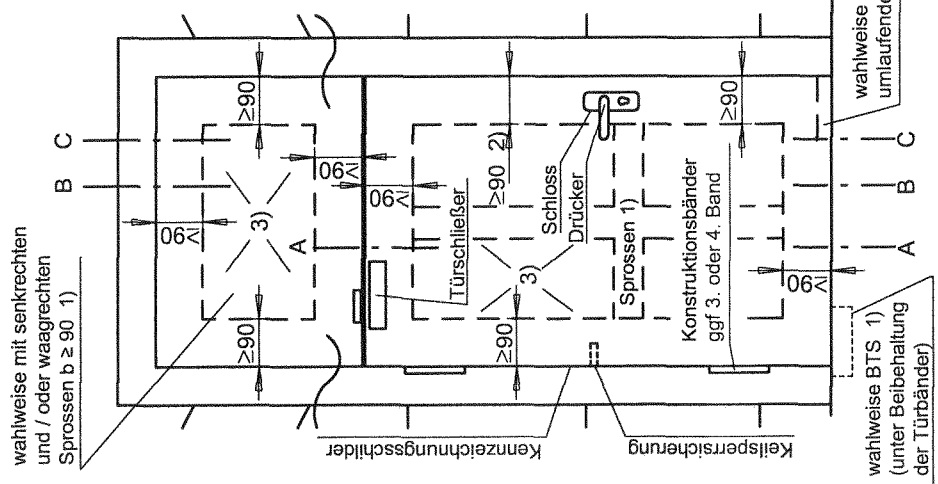 wahlweise mit senkrechten
und / oder waagrechten
Sprossen b ≥ 90 1)
B
C
≥90
≥90
3)
≥90
≥90
≥90
A
Türschließer
≥90 2)
3)
≥90
Schloss
Drücker
Sprossen 1)
≥90
Konstruktionsbänder
ggf 3. oder 4. Band
Kennzeichnungsschilder
Keilsperrsicherung
≥90
A
B
C
wahlweise
umlaufende
wahlweise BTS 1)
(unter Beibehaltung
der Türbänder)